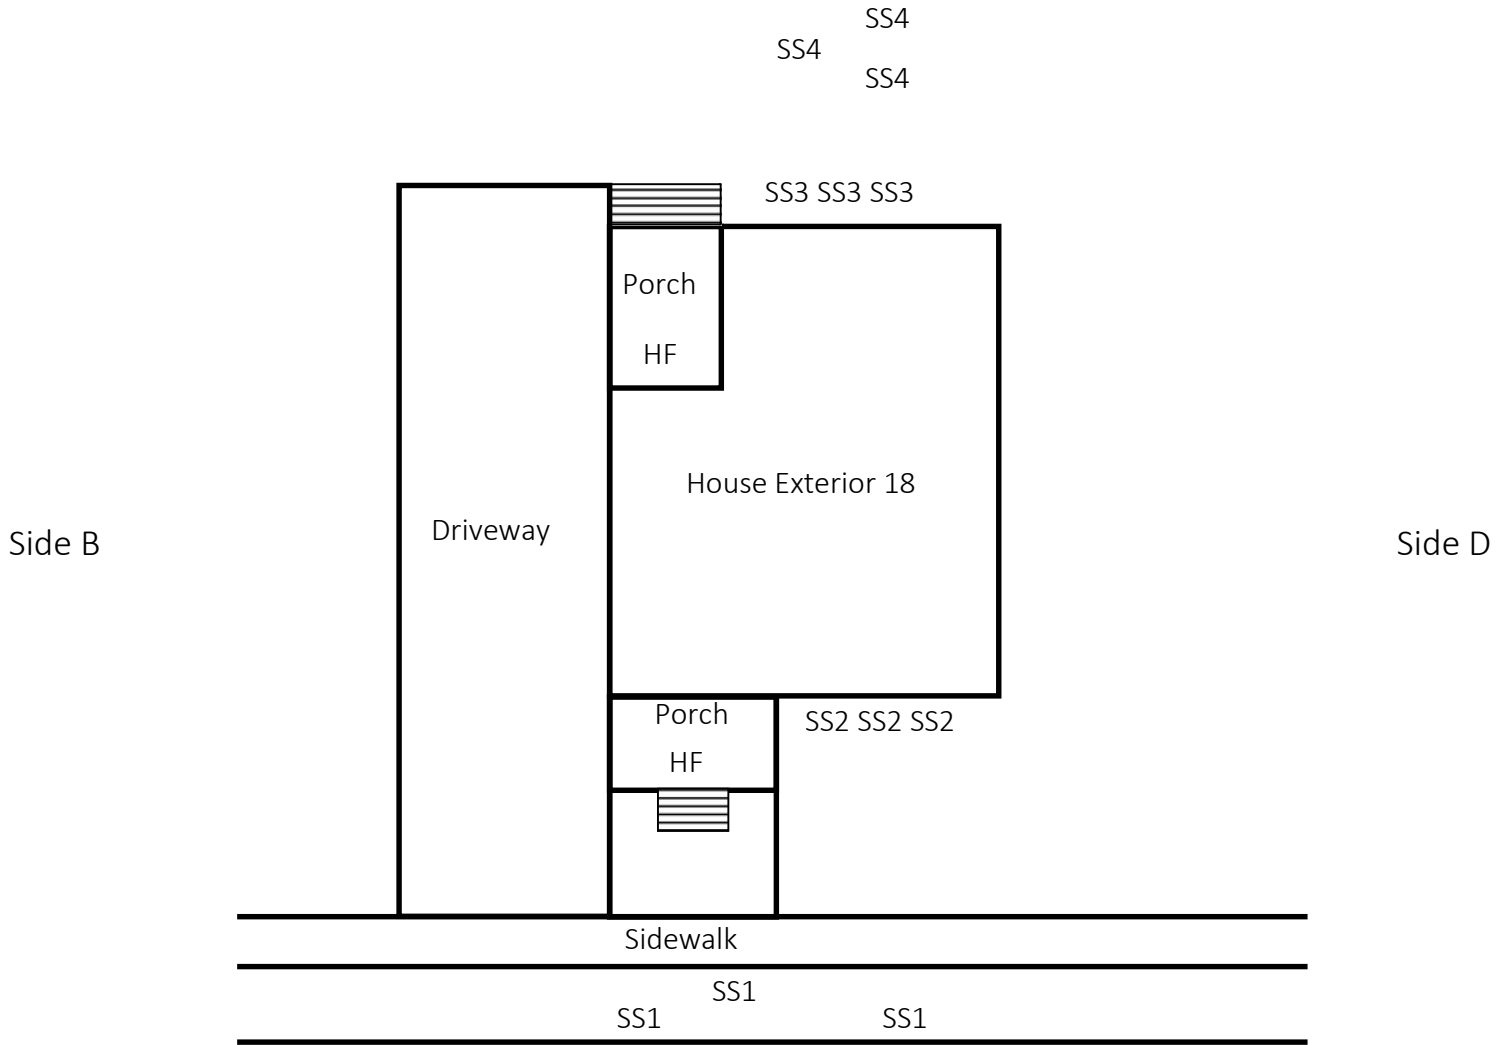 SS4
SS4
SS4
SS3 SS3 SS3
Porch
HF
House Exterior 18
Driveway
Side B
Side D
Porch
SS2 SS2 SS2
HF
Sidewalk
SS1
SS1
SS1